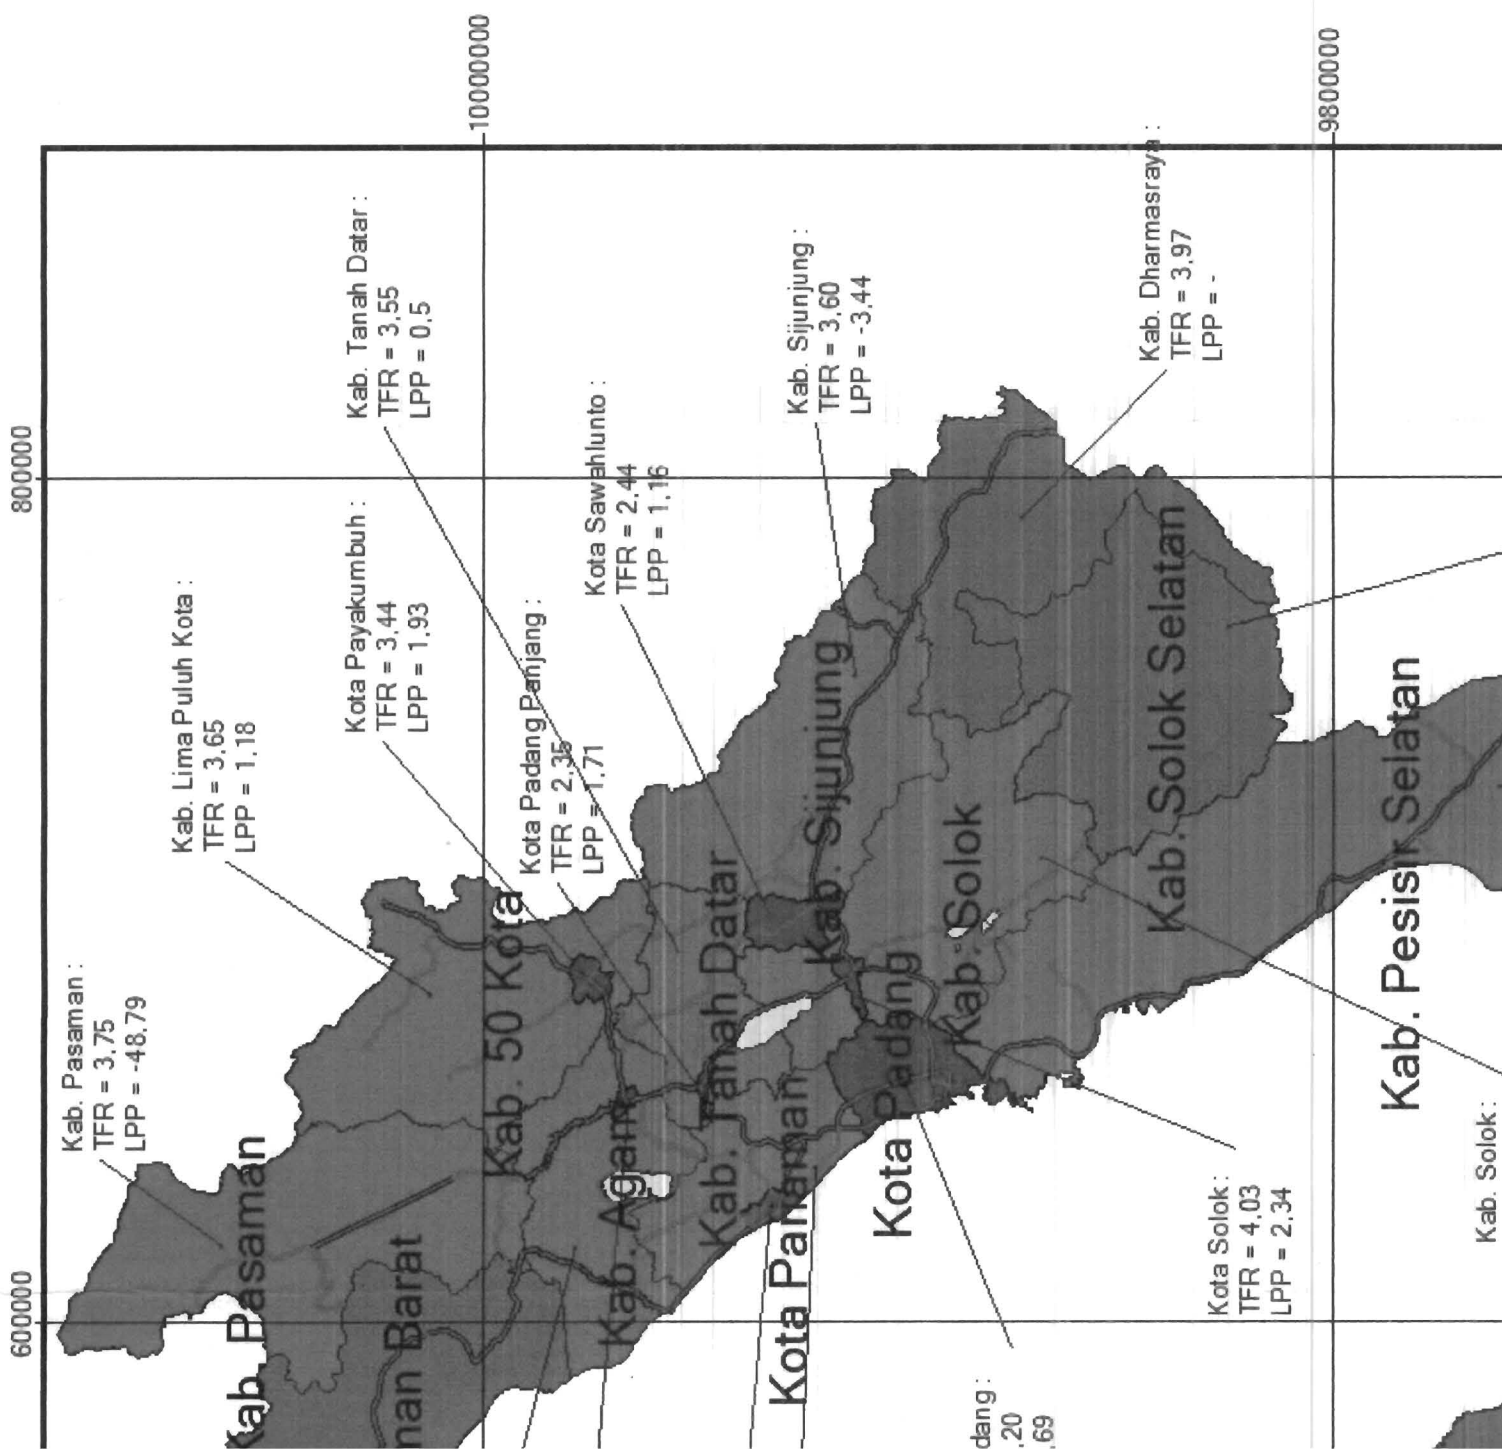 600000
800000
10000000
9800000
Kab. Pasaman :
TFR = 3,75
LPP = -48,79
Kab. Lima Puluh Kota :
TFR = 3,65
LPP = 1,18
Kota Payakumbuh :
TFR = 3,44
LPP = 1,93
Kab. Tanah Datar :
TFR = 3,55
LPP = 0,5
Kota Padang Panjang :
TFR = 2,35
LPP = 1,71
Kota Sawahlunto :
TFR = 2,44
LPP = 1,16
Kab. Sijunjung :
TFR = 3,60
LPP = -3,44
Kab. Dharmasraya :
TFR = 3,97
LPP = -
Kab. Pasaman
man Barat
Kab. 50 Kota
Kab. Agam
Kab. Tanah Datar
Kota Pariaman
Kab. Sijunjung
Kota Padang
Kab. Solok
Kab. Solok Selatan
Kab. Pesisir Selatan
dang :
,20
,69
Kota Solok :
TFR = 4,03
LPP = 2,34
Kab. Solok :